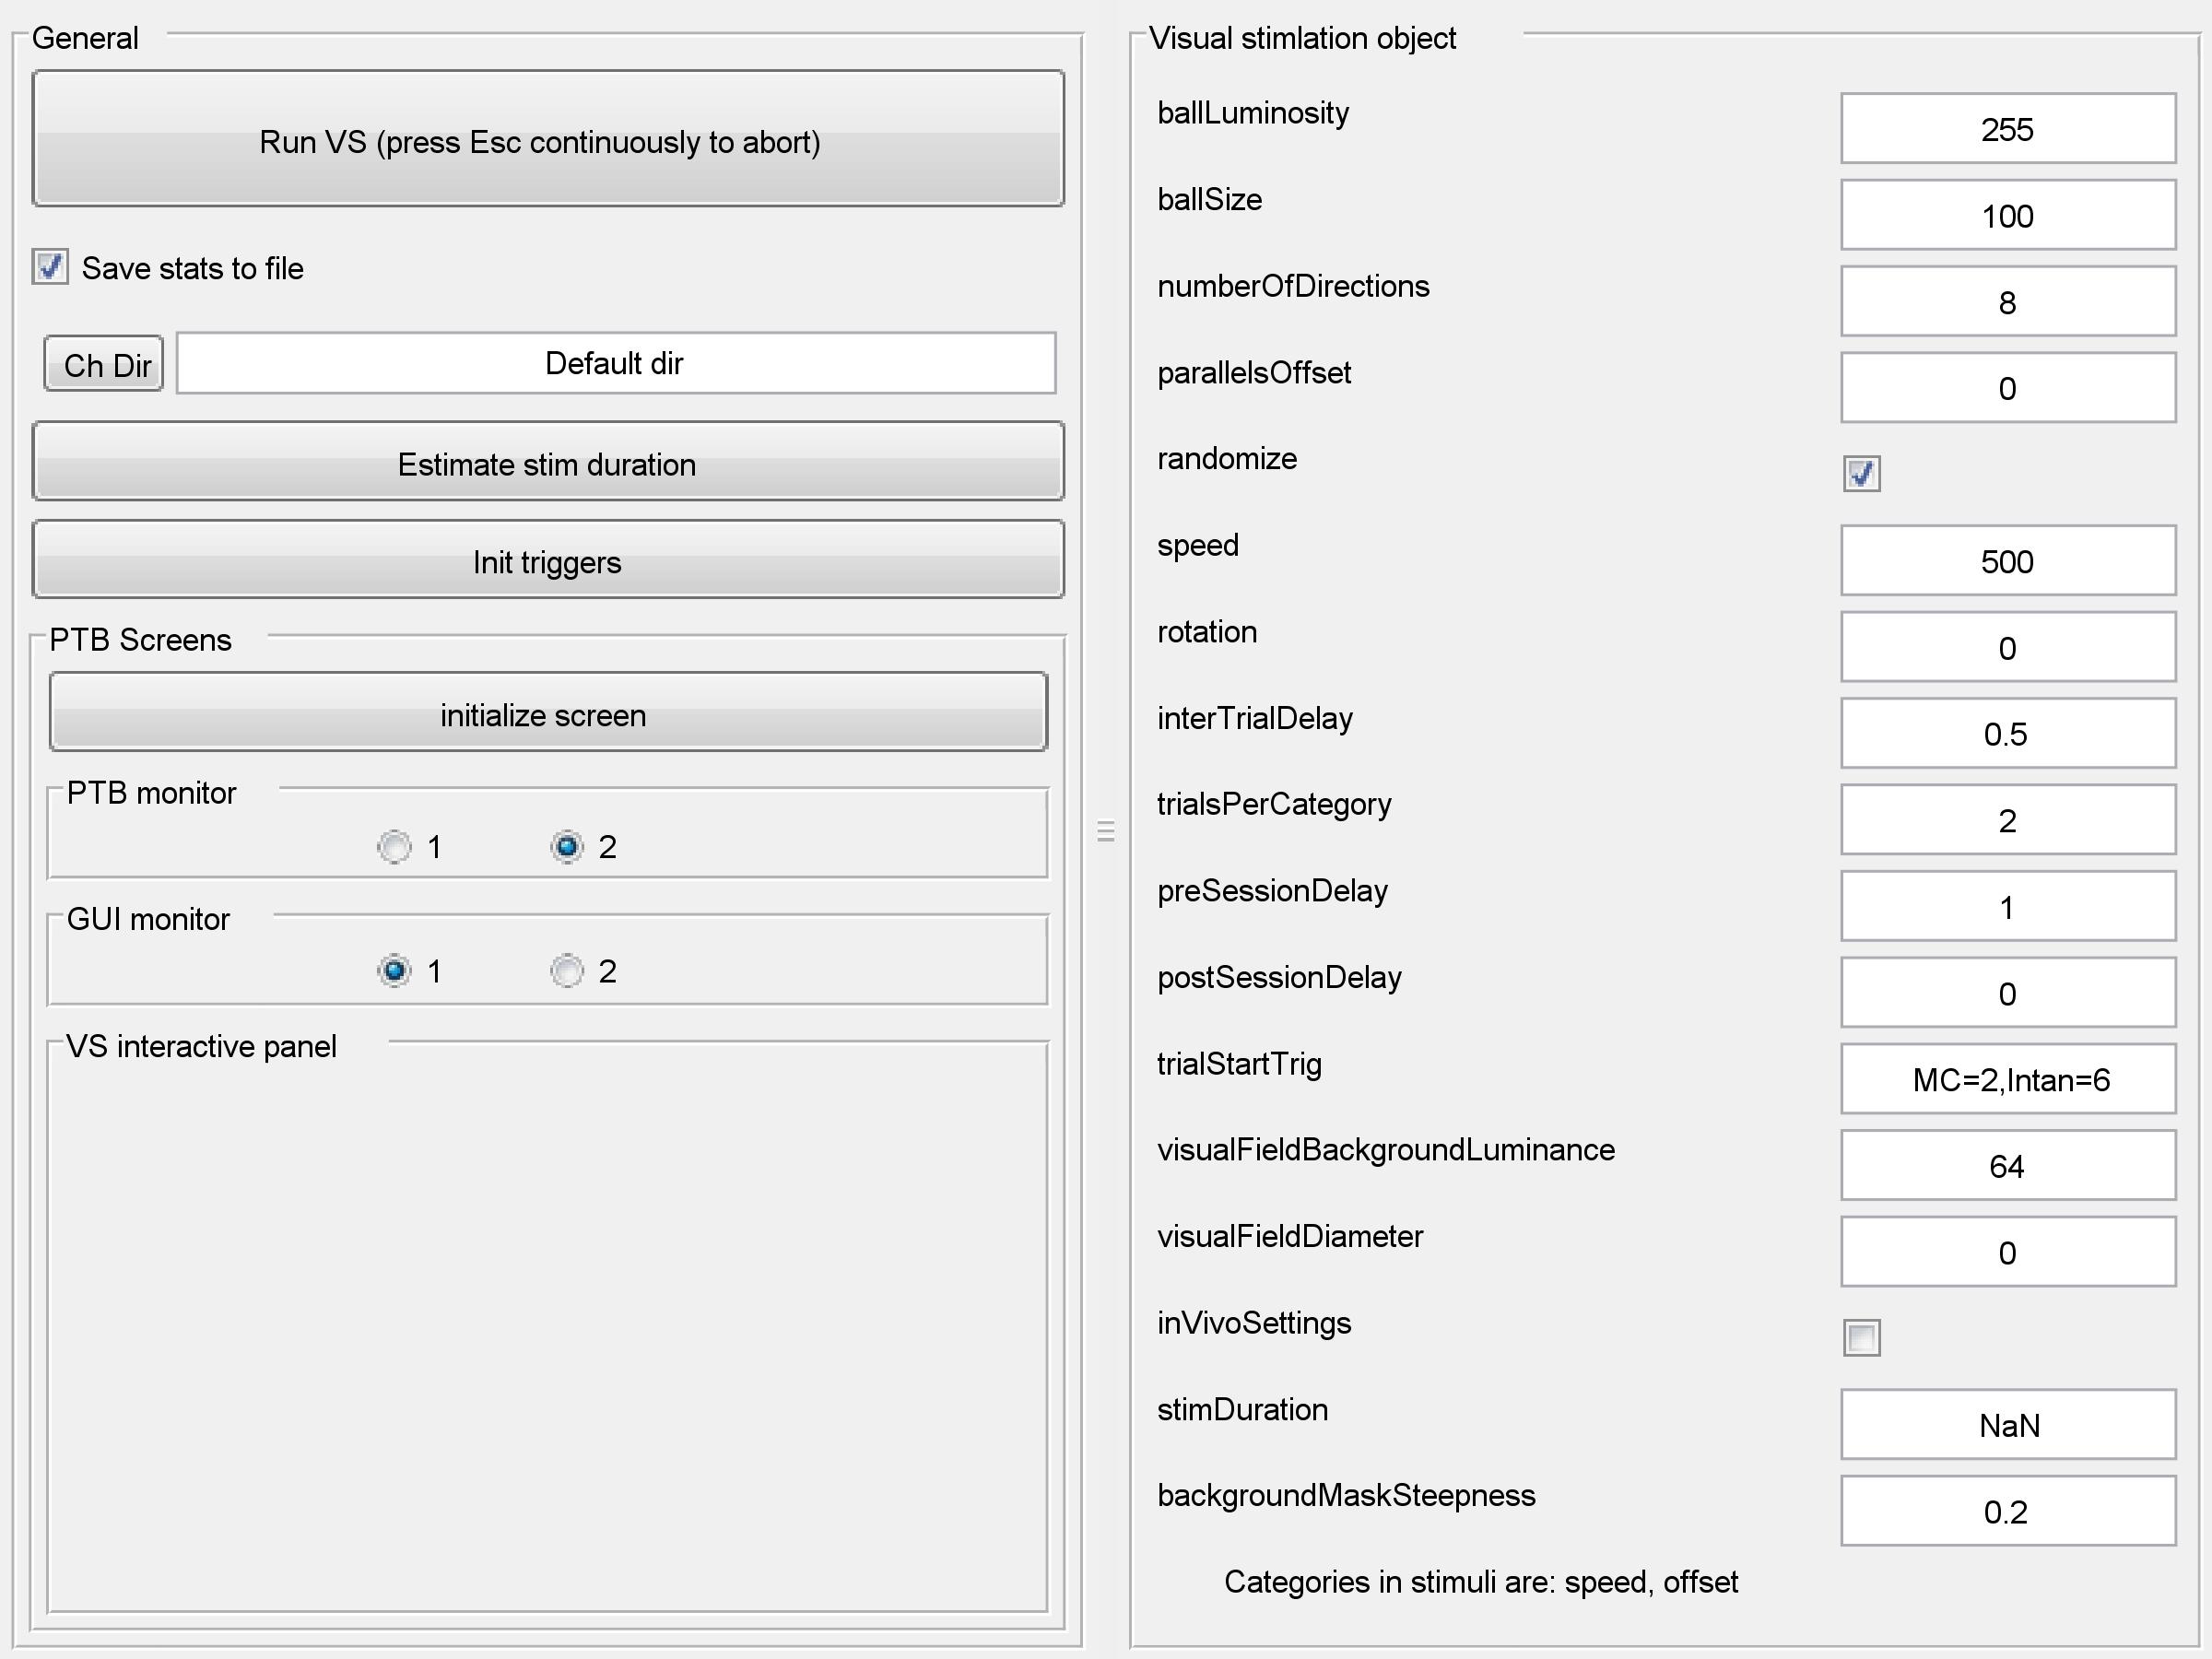 General
Run VS (press Esc continuously to abort)
Save stats to file
Ch Dir
Default dir
Estimate stim duration
Init triggers
PTB Screens
initialize screen
PTB monitor
1 2
GUI monitor
1 2
VS interactive panel
Visual stimlation object
ballLuminosity 255
ballSize 100
numberOfDirections 8
parallelsOffset 0
randomize
speed 500
rotation 0
interTrialDelay 0.5
trialsPerCategory 2
preSessionDelay 1
postSessionDelay 0
trialStartTrig MC=2,Intan=6
visualFieldBackgroundLuminance 64
visualFieldDiameter 0
inVivoSettings
stimDuration NaN
backgroundMaskSteepness 0.2
Categories in stimuli are: speed, offset